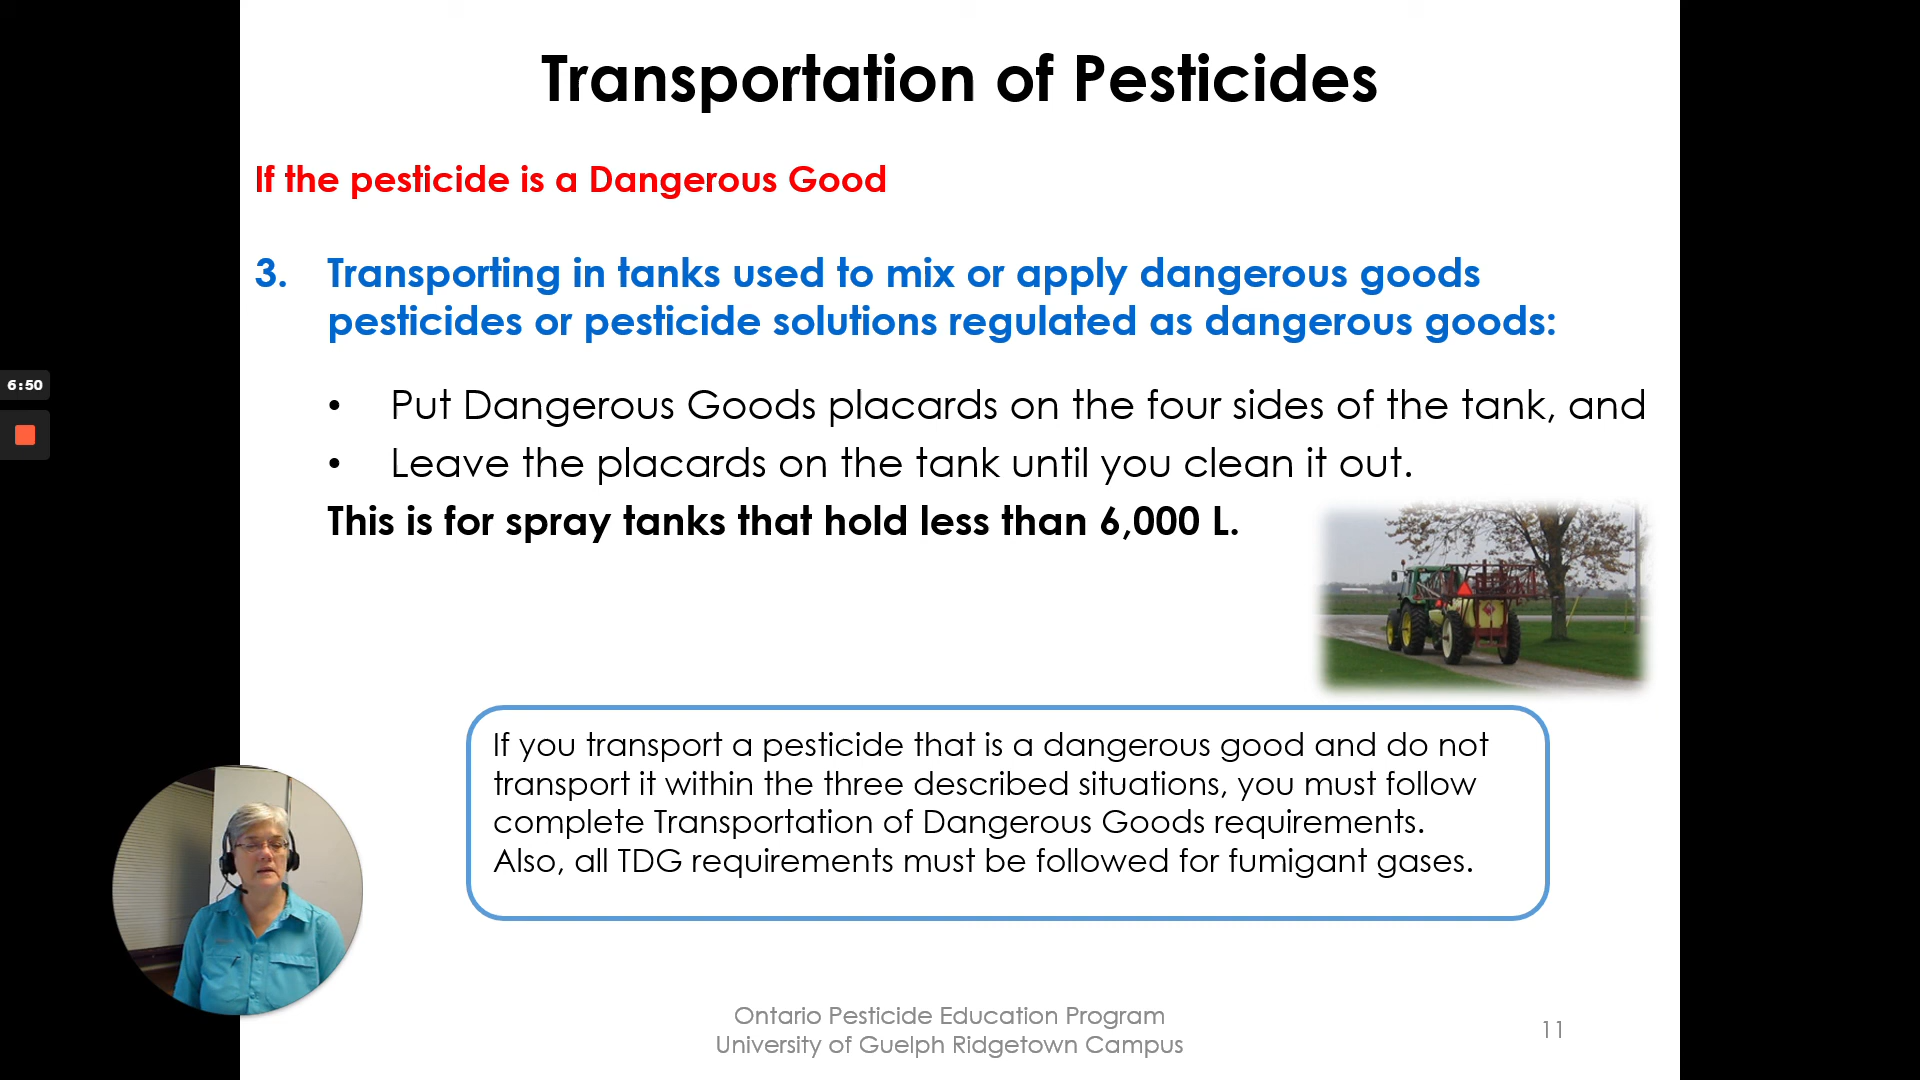 Transportation of Pesticides
If the pesticide is a Dangerous Good
3. Transporting in tanks used to mix or apply dangerous goods
pesticides or pesticide solutions regulated as dangerous goods:
• Put Dangerous Goods placards on the four sides of the tank, and
• Leave the placards on the tank until you clean it out.
This is for spray tanks that hold less than 6,000 L.
6:50
If you transport a pesticide that is a dangerous good and do not
transport it within the three described situations, you must follow
complete Transportation of Dangerous Goods requirements.
Also, all TDG requirements must be followed for fumigant gases.
Ontario Pesticide Education Program
University of Guelph Ridgetown Campus
11